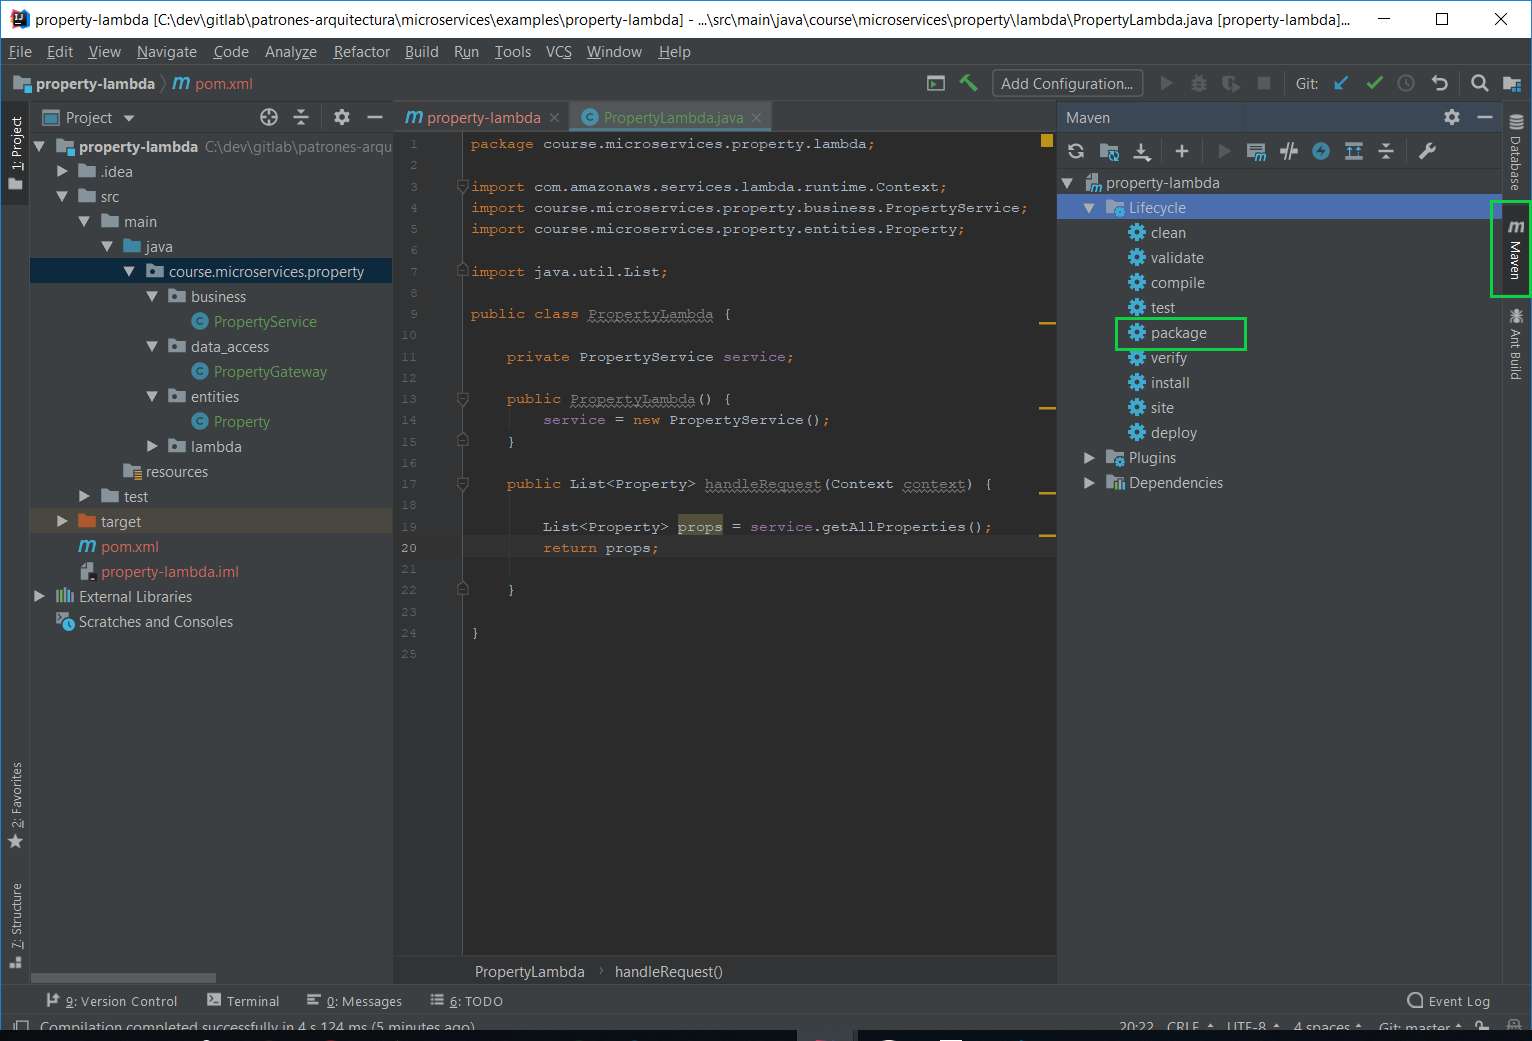 property-lambda [C:\dev\gitlab\patrones-arquitectura\microservices\examples\property-lambda] - ...\src\main\java\course\microservices\property\lambda\PropertyLambda.java [property-lambda]...
File Edit View Navigate Code Analyze Refactor Build Run Tools VCS Window Help
property-lambda pom.xml Add Configuration... Git:
1: Project
2: Favorites
7: Structure
Project
property-lambda C:\dev\gitlab\patrones-arqu
.idea
src
main
java
course.microservices.property
business
PropertyService
data_access
PropertyGateway
entities
Property
lambda
resources
test
target
pom.xml
property-lambda.iml
External Libraries
Scratches and Consoles
property-lambda PropertyLambda.java
1 package course.microservices.property.lambda;
2
3 import com.amazonaws.services.lambda.runtime.Context;
4 import course.microservices.property.business.PropertyService;
5 import course.microservices.property.entities.Property;
6
7 import java.util.List;
8
9 public class PropertyLambda {
10
11 private PropertyService service;
12
13 public PropertyLambda() {
14 service = new PropertyService();
15 }
16
17 public List<Property> handleRequest(Context context) {
18
19 List<Property> props = service.getAllProperties();
20 return props;
21
22 }
23
24 }
25
PropertyLambda › handleRequest()
Maven
property-lambda
Lifecycle
clean
validate
compile
test
package
verify
install
site
deploy
Plugins
Dependencies
Database
Maven
Ant Build
9: Version Control Terminal 0: Messages 6: TODO Event Log
Compilation completed successfully in 4 s 124 ms (5 minutes ago) 20:22 CRLF UTF-8 4 spaces Git: master